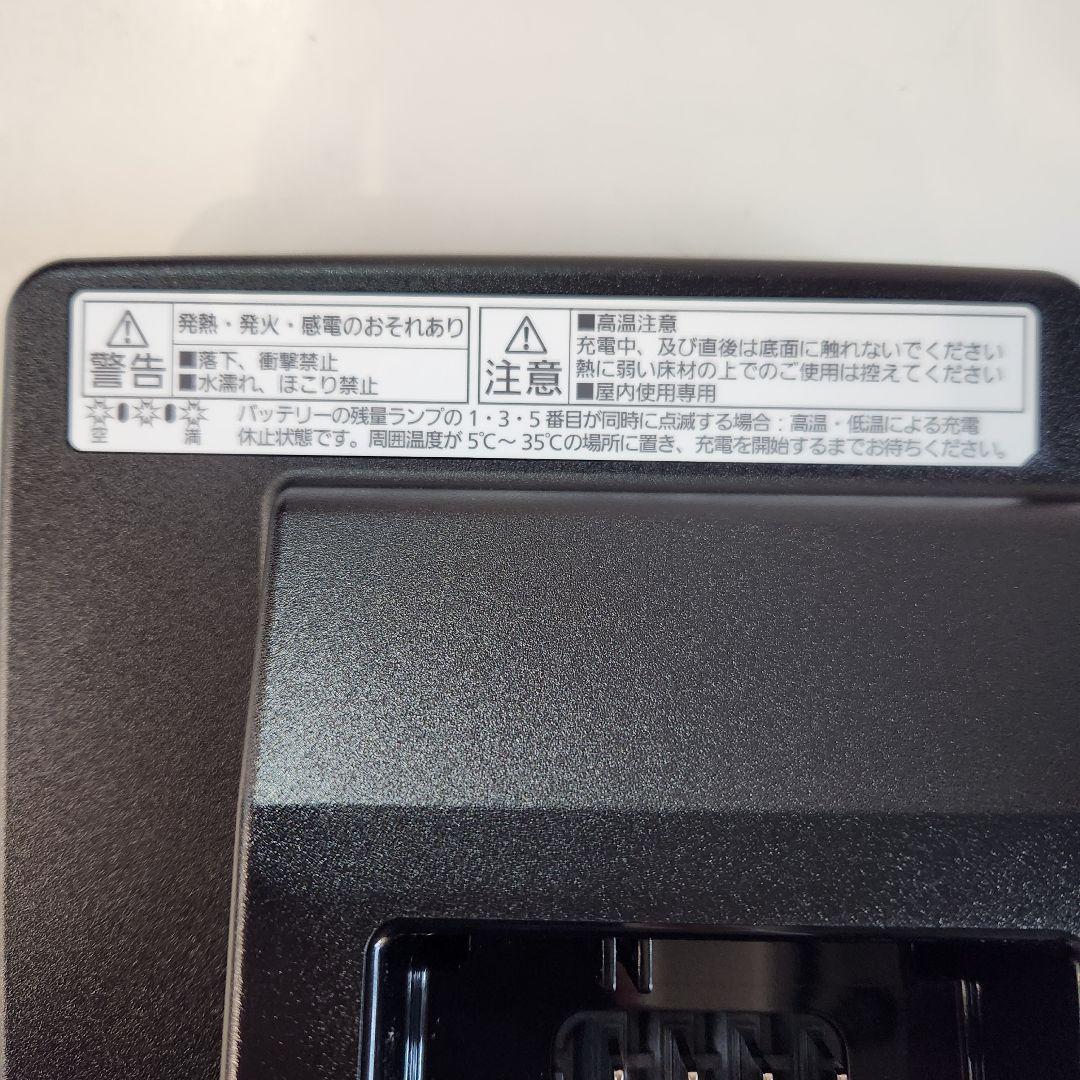 警告
発熱・発火・感電のおそれあり
■落下、衝撃禁止
■水濡れ、ほこり禁止
注意
■高温注意
充電中、及び直後は底面に触れないでください
熱に弱い床材の上でのご使用は控えてください
■屋内使用専用
空 満
バッテリーの残量ランプの1・3・5番目が同時に点滅する場合：高温・低温による充電
休止状態です。周囲温度が5℃～35℃の場所に置き、充電を開始するまでお待ちください。